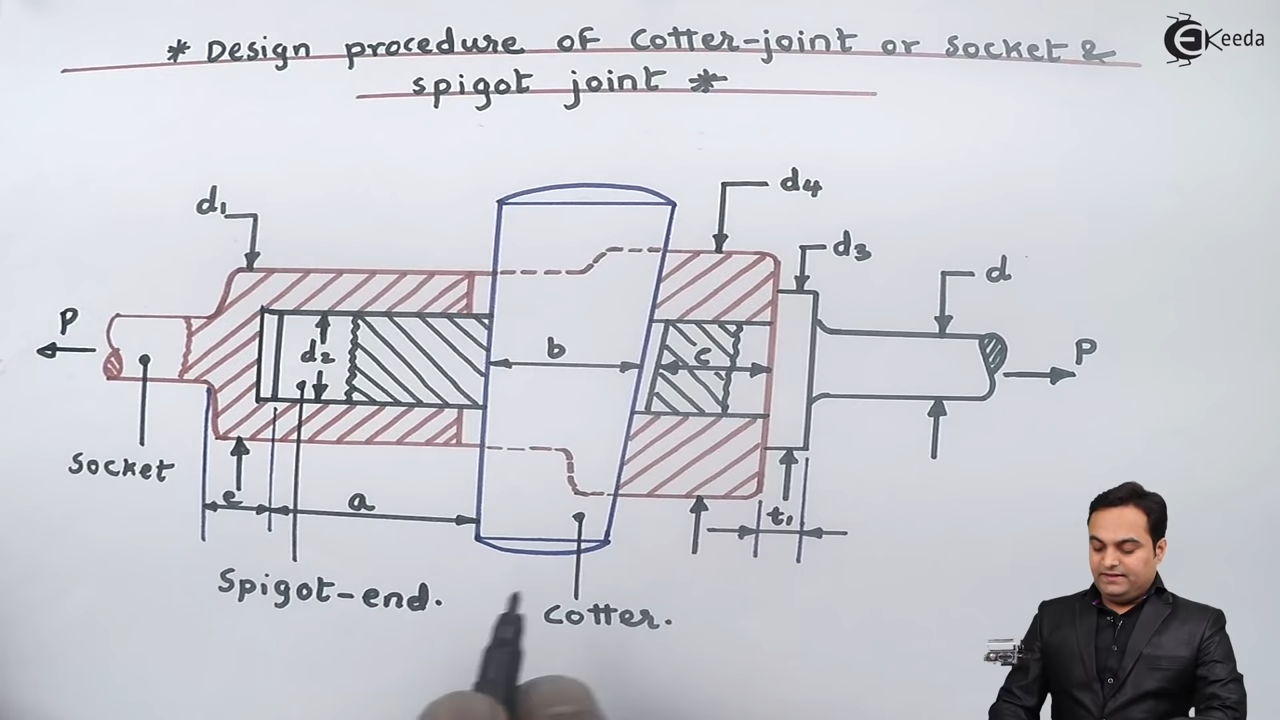 * Design procedure of cotter-joint or socket &
spigot joint *
EKeeda
d4
d1
d3
d
P
d2
b
c
P
socket
e
a
t1
Spigot-end.
cotter.